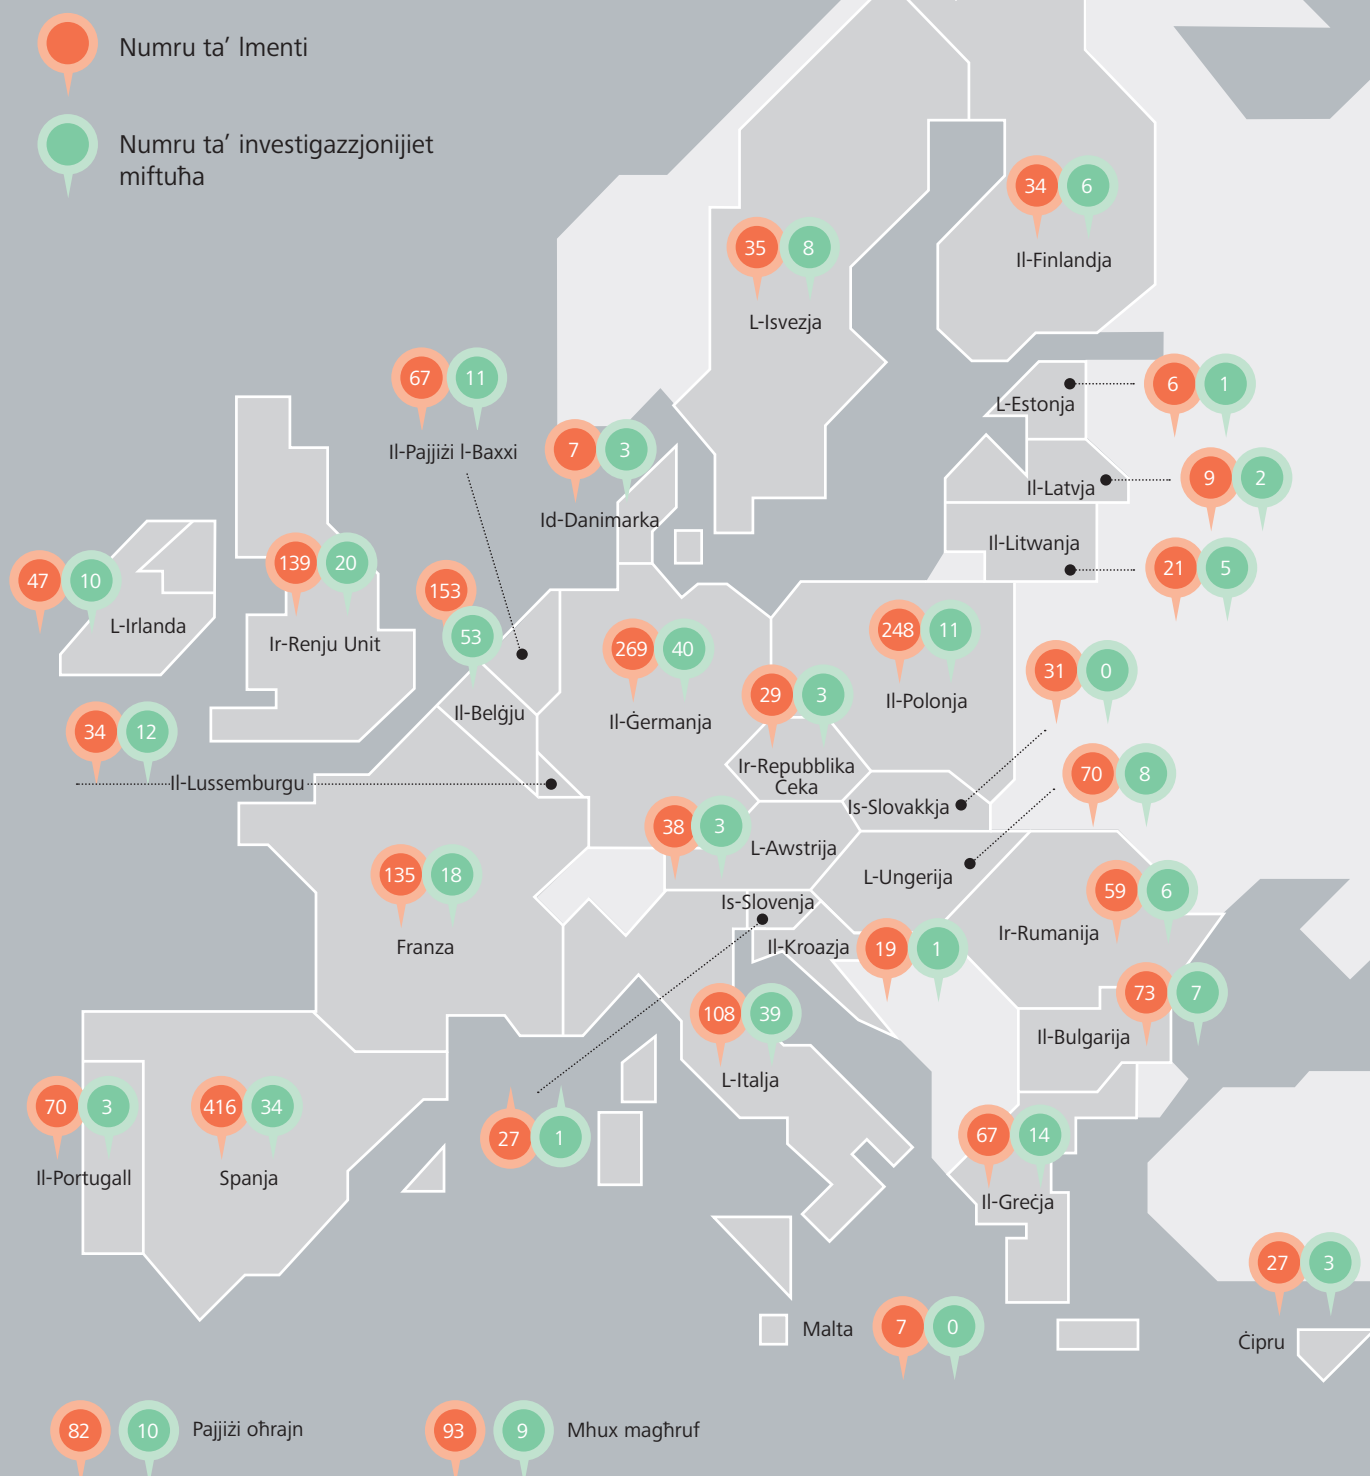 Numru ta’ lmenti
Numru ta’ investigazzjonijiet
miftuħa
34 6
Il-Finlandja
35 8
L-Isvezja
67 11
Il-Pajjiżi l-Baxxi
6 1
L-Estonja
7 3
Id-Danimarka
9 2
Il-Latvja
Il-Litwanja
21 5
47 10
L-Irlanda
139 20
Ir-Renju Unit
153
53
Il-Belġju
269 40
Il-Ġermanja
248 11
Il-Polonja
29 3
Ir-Repubblika
Ċeka
31 0
Is-Slovakkja
34 12
Il-Lussemburgu
70 8
L-Ungerija
38 3
L-Awstrija
135 18
Franza
59 6
Ir-Rumanija
Is-Slovenja
Il-Kroazja
19 1
73 7
Il-Bulgarija
108 39
L-Italja
70 3
Il-Portugall
416 34
Spanja
27 1
67 14
Il-Greċja
27 3
Ċipru
Malta
7 0
82 10 Pajjiżi oħrajn
93 9 Mhux magħruf